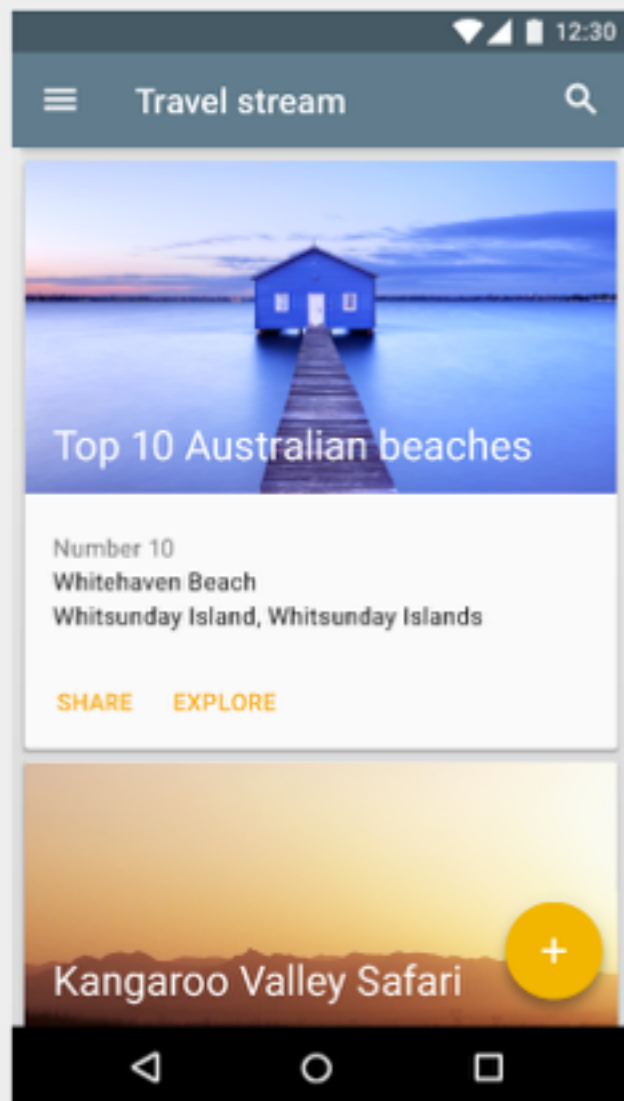 12:30
Travel stream
Top 10 Australian beaches
Number 10
Whitehaven Beach
Whitsunday Island, Whitsunday Islands
SHARE EXPLORE
Kangaroo Valley Safari